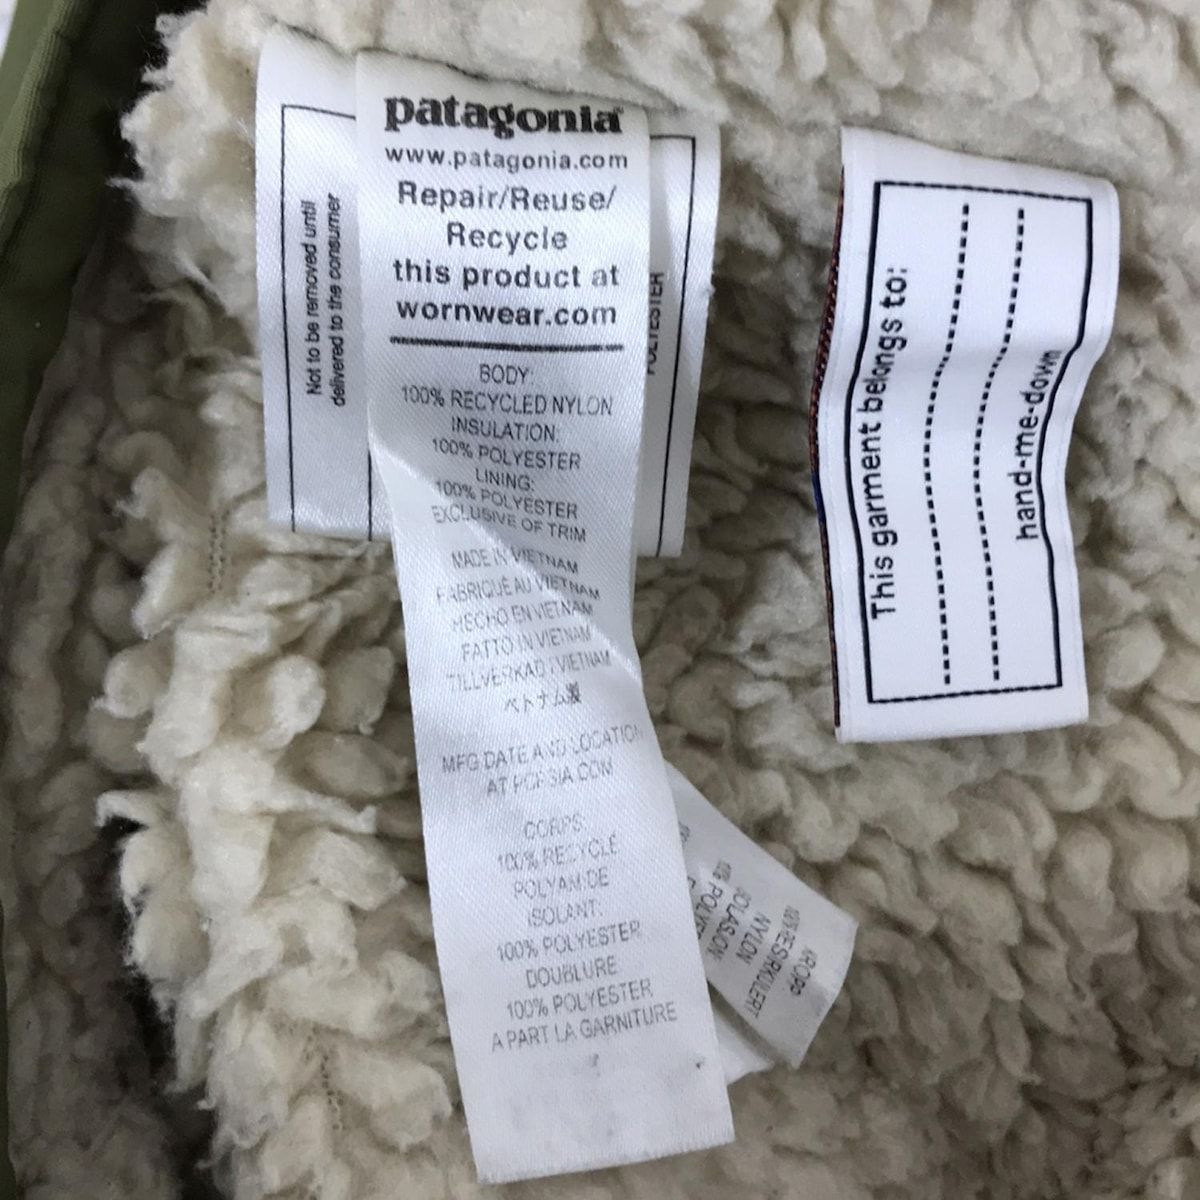 patagonia
www.patagonia.com
Repair/Reuse/
Recycle
this product at
wornwear.com
BODY:
100% RECYCLED NYLON
INSULATION:
100% POLYESTER
LINING:
100% POLYESTER
EXCLUSIVE OF TRIM
MADE IN VIETNAM
FABRIQUÉ AU VIETNAM
HECHO EN VIETNAM
FATTO IN VIETNAM
TILLVERKAD I VIETNAM
ベトナム製
MFG DATE AND LOCATION
AT PCFSIA.COM
CORPS:
100% RECYCLÉ
POLYAMIDE
ISOLANT:
100% POLYESTER
DOUBLURE
100% POLYESTER
A PART LA GARNITURE
Not to be removed until
delivered to the consumer
POLYESTER
This garment belongs to:
hand-me-down
KROPP
100% RESIRKULERT
NYLON
ISOLASJON